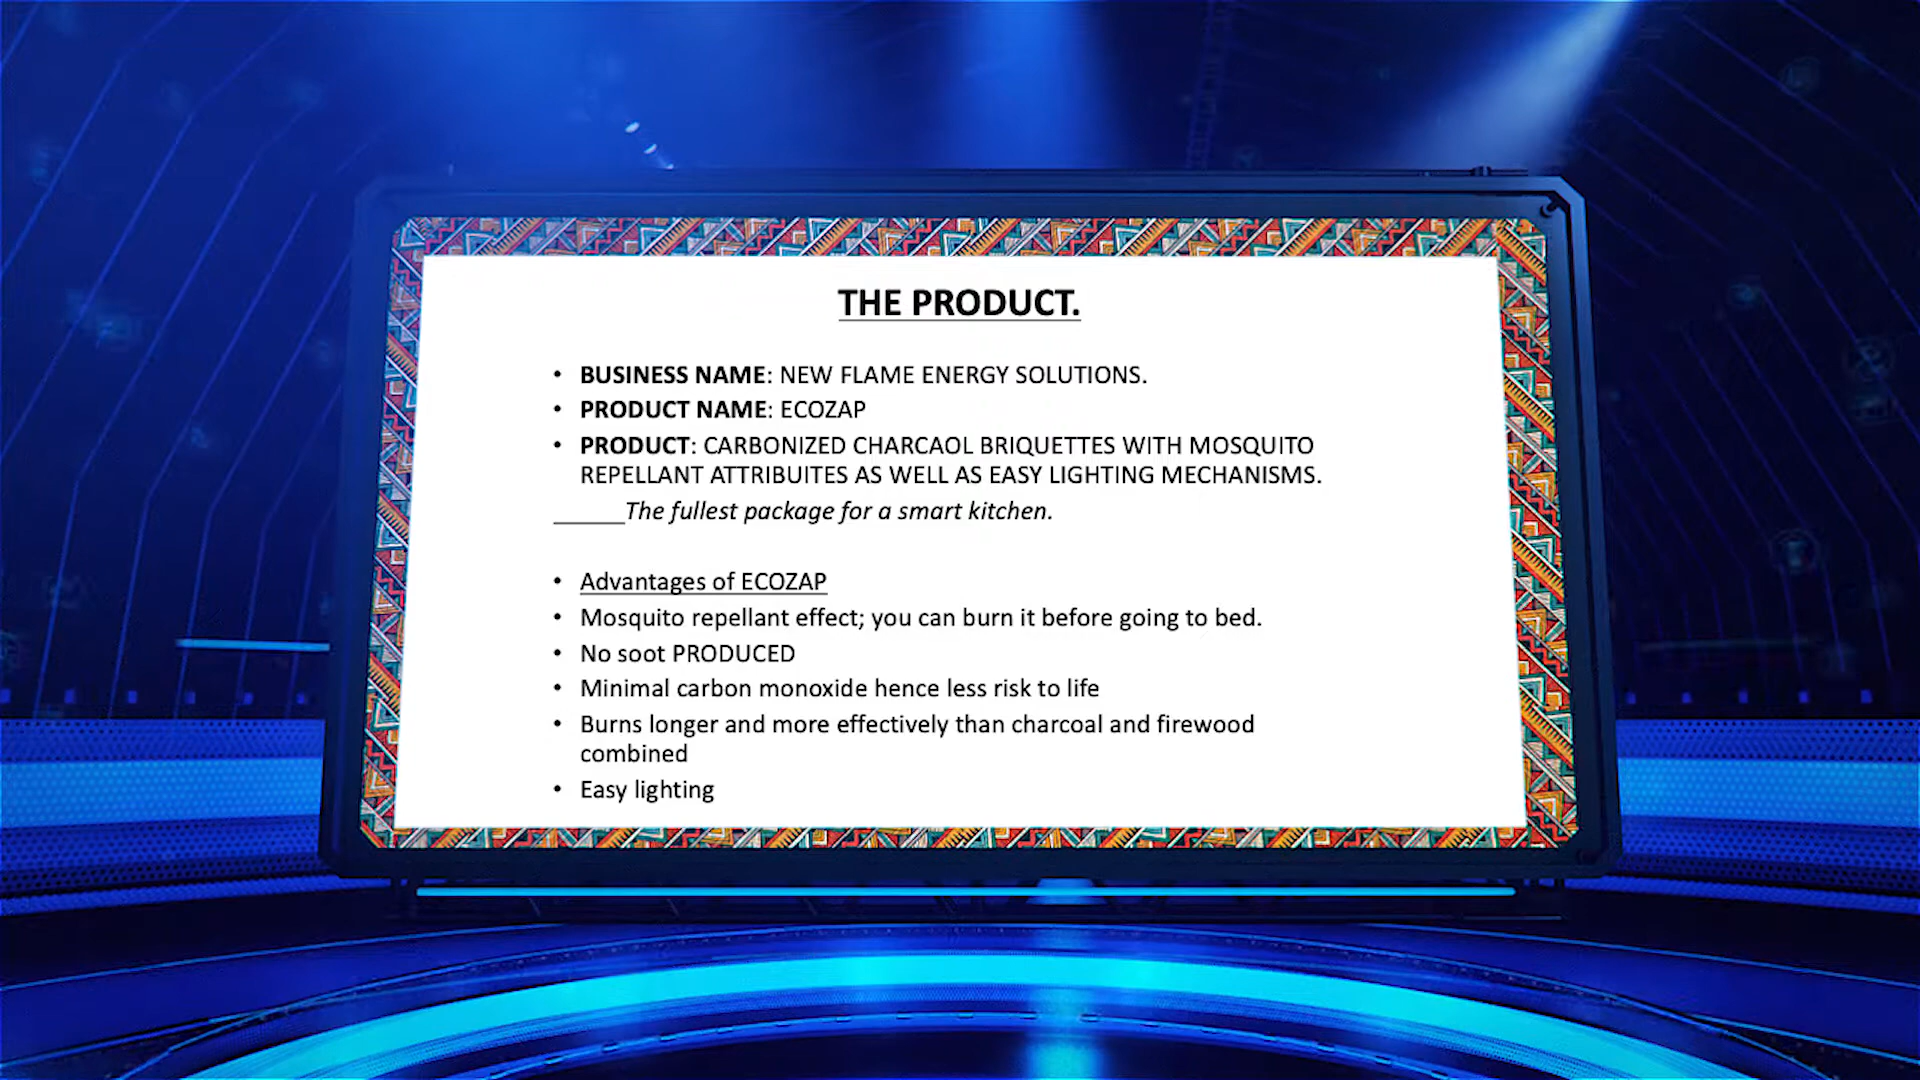 THE PRODUCT.
• BUSINESS NAME: NEW FLAME ENERGY SOLUTIONS.
• PRODUCT NAME: ECOZAP
• PRODUCT: CARBONIZED CHARCAOL BRIQUETTES WITH MOSQUITO
REPELLANT ATTRIBUITES AS WELL AS EASY LIGHTING MECHANISMS.
______The fullest package for a smart kitchen.
• Advantages of ECOZAP
• Mosquito repellant effect; you can burn it before going to bed.
• No soot PRODUCED
• Minimal carbon monoxide hence less risk to life
• Burns longer and more effectively than charcoal and firewood
combined
• Easy lighting